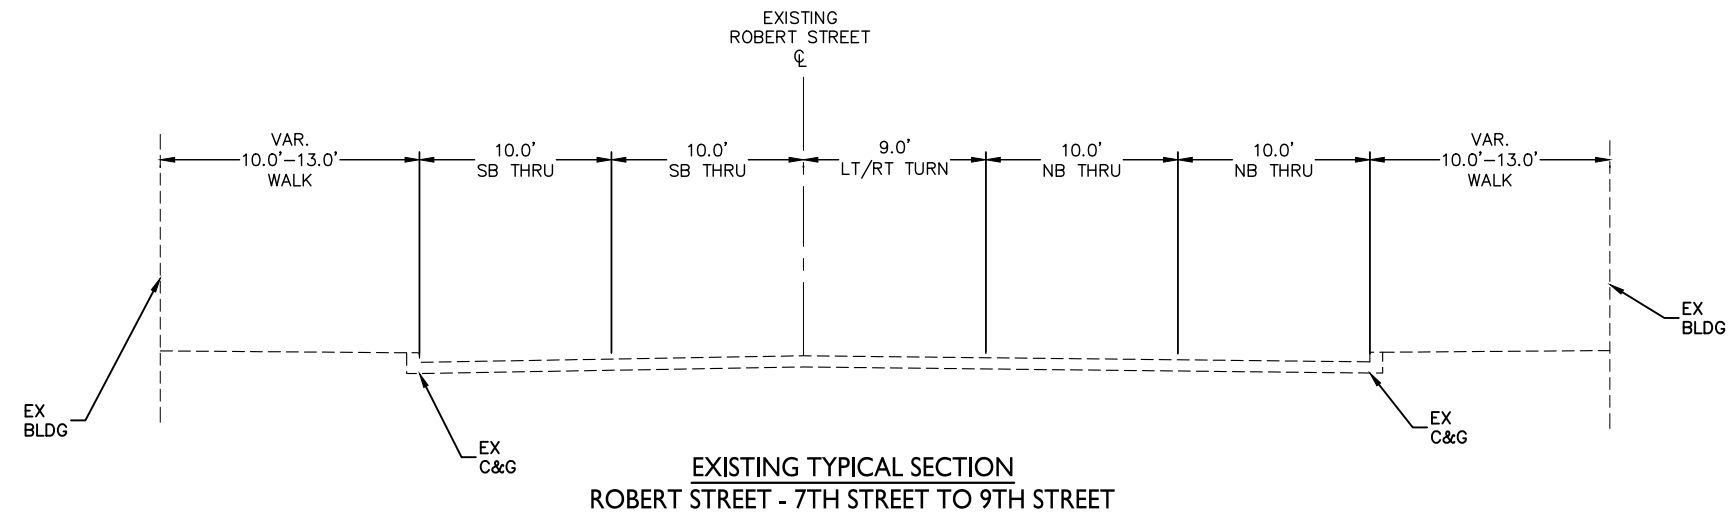 EXISTING
ROBERT STREET
℄
VAR.
10.0'-13.0'
WALK
10.0'
SB THRU
10.0'
SB THRU
9.0'
LT/RT TURN
10.0'
NB THRU
10.0'
NB THRU
VAR.
10.0'-13.0'
WALK
EX
BLDG
EX
BLDG
EX
C&G
EX
C&G
EXISTING TYPICAL SECTION
ROBERT STREET - 7TH STREET TO 9TH STREET